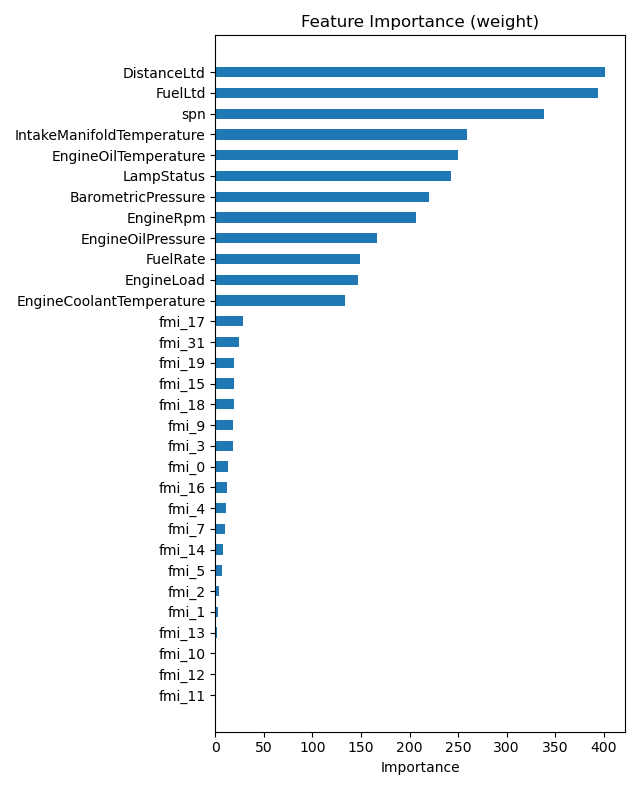 Feature Importance (weight)
DistanceLtd
FuelLtd
spn
IntakeManifoldTemperature
EngineOilTemperature
LampStatus
BarometricPressure
EngineRpm
EngineOilPressure
FuelRate
EngineLoad
EngineCoolantTemperature
fmi_17
fmi_31
fmi_19
fmi_15
fmi_18
fmi_9
fmi_3
fmi_0
fmi_16
fmi_4
fmi_7
fmi_14
fmi_5
fmi_2
fmi_1
fmi_13
fmi_10
fmi_12
fmi_11
0 50 100 150 200 250 300 350 400
Importance